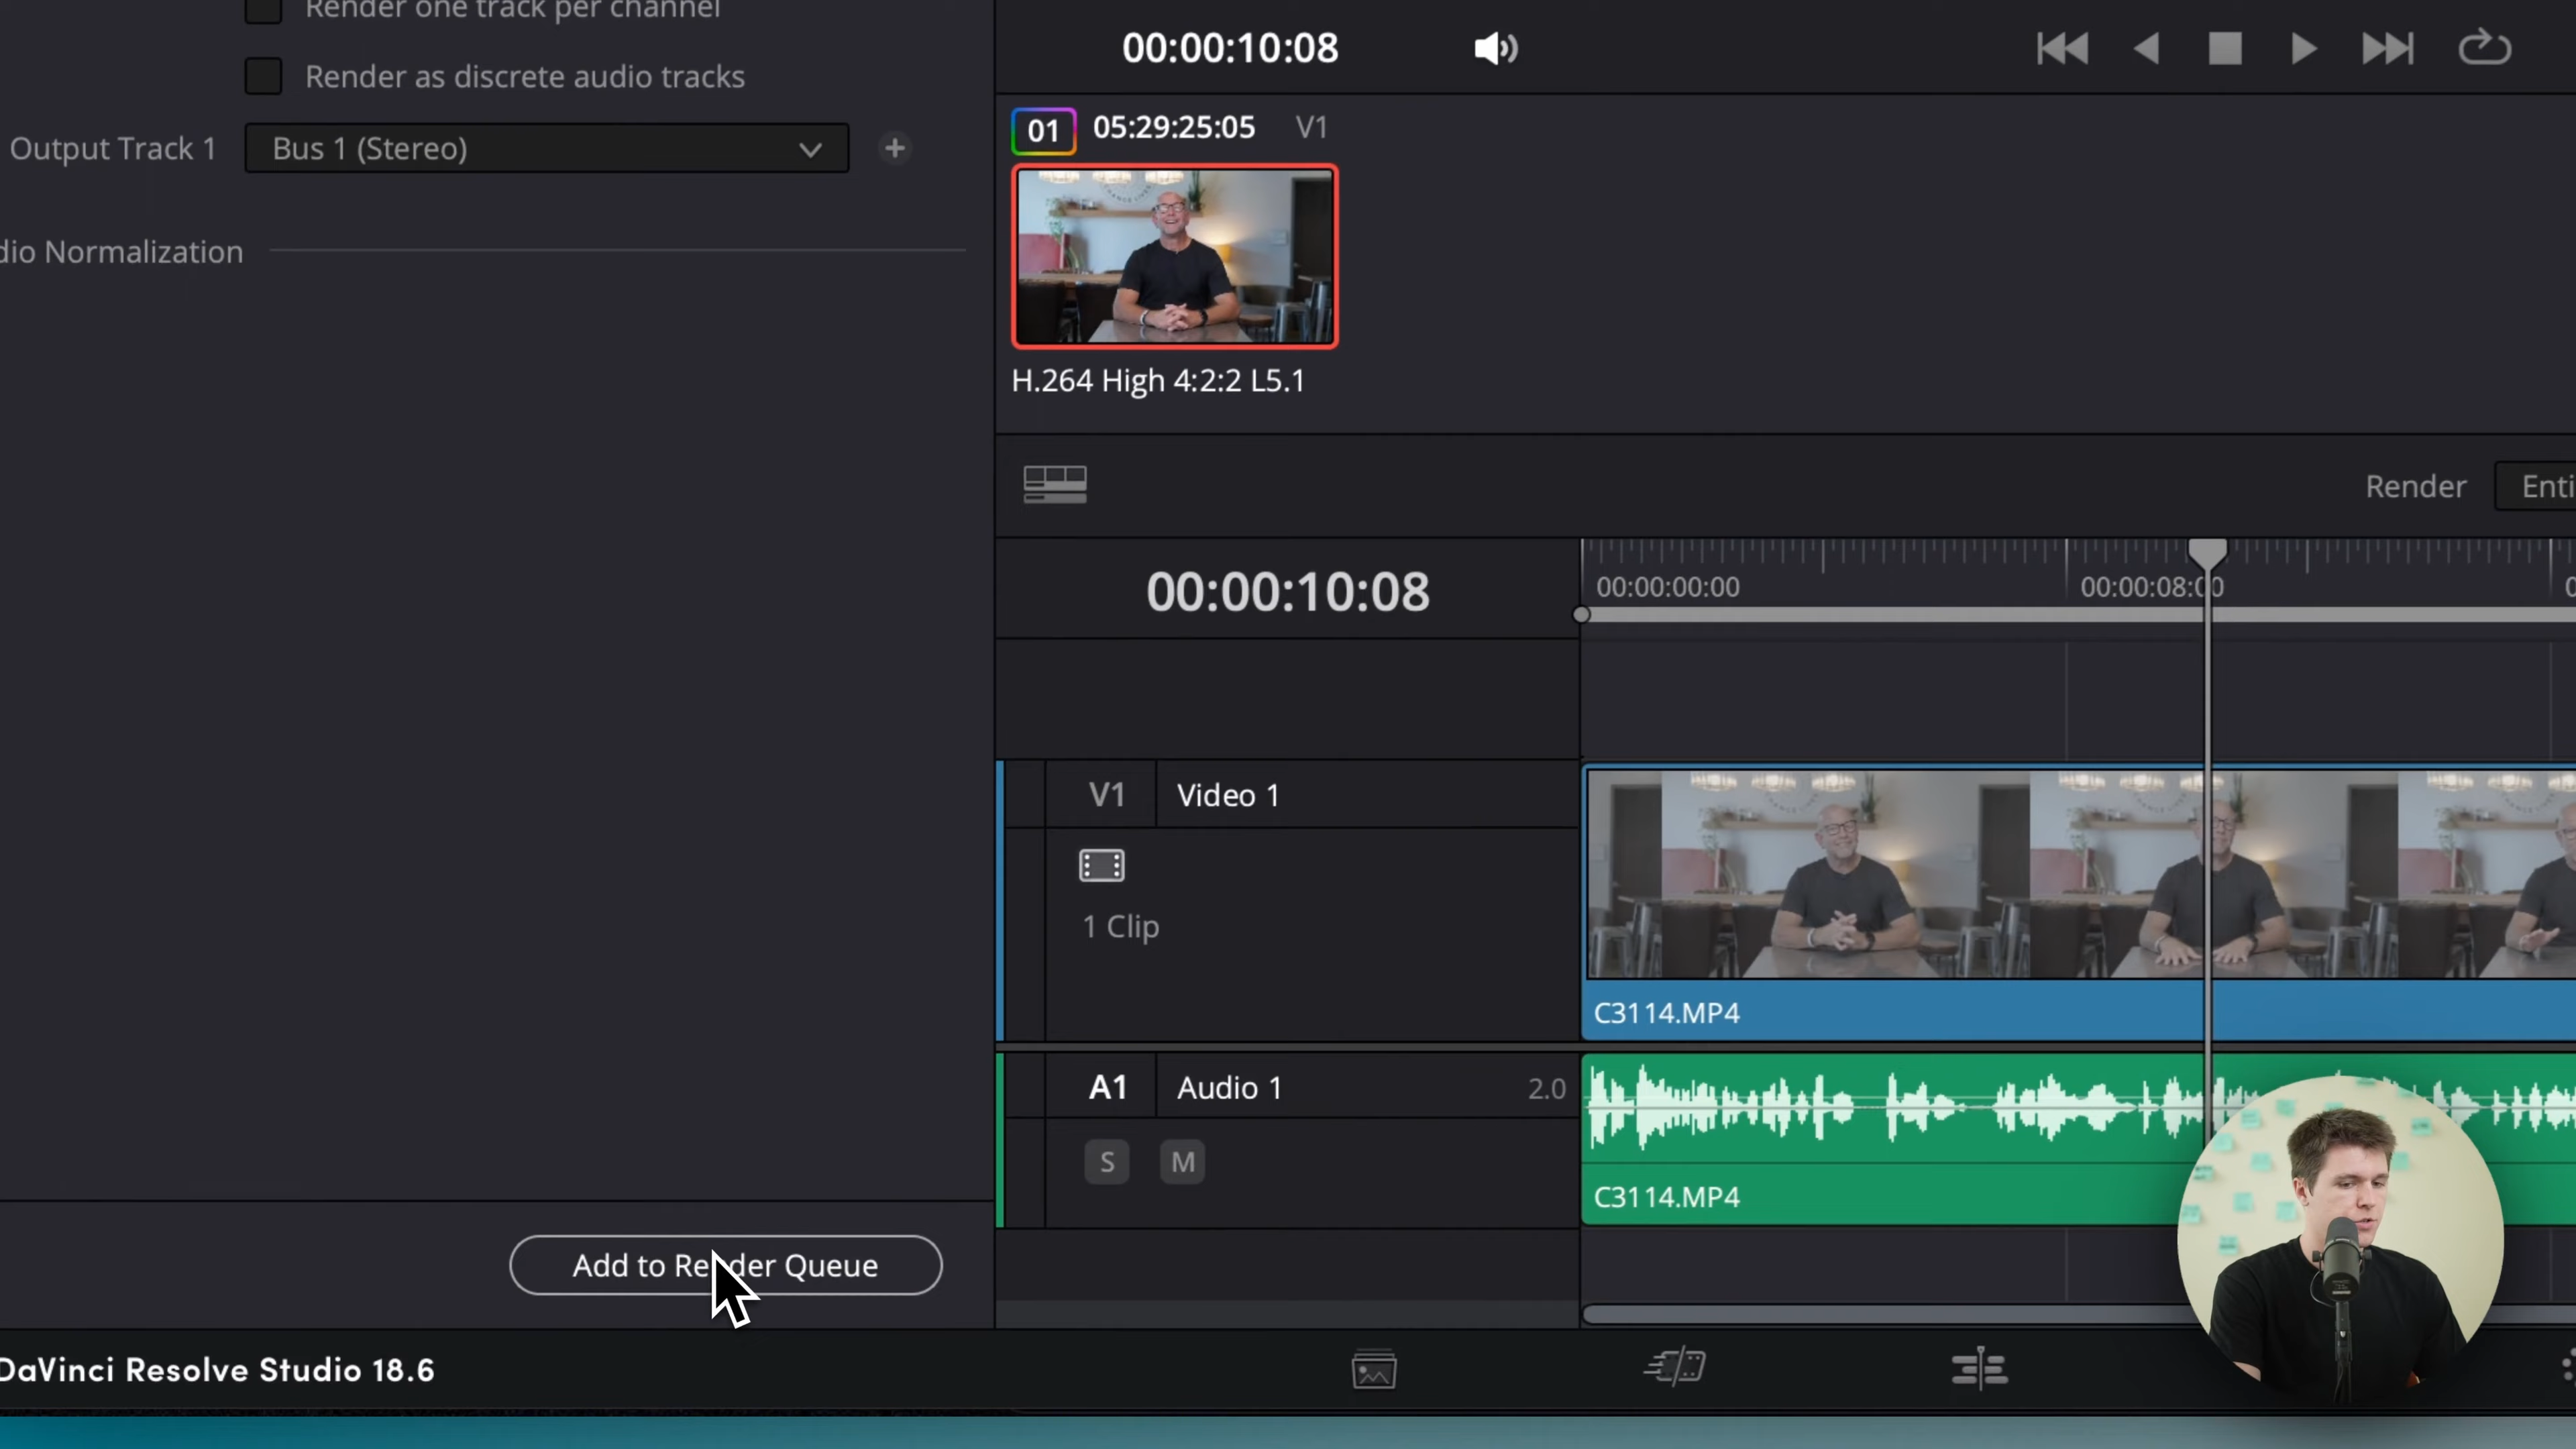 Render one track per channel
Render as discrete audio tracks
Output Track 1
Bus 1 (Stereo)
dio Normalization
Add to Render Queue
DaVinci Resolve Studio 18.6
00:00:10:08
01 05:29:25:05 V1
H.264 High 4:2:2 L5.1
Render Enti
00:00:10:08
00:00:00:00
00:00:08:00
V1 Video 1
1 Clip
C3114.MP4
A1 Audio 1 2.0
S M
C3114.MP4